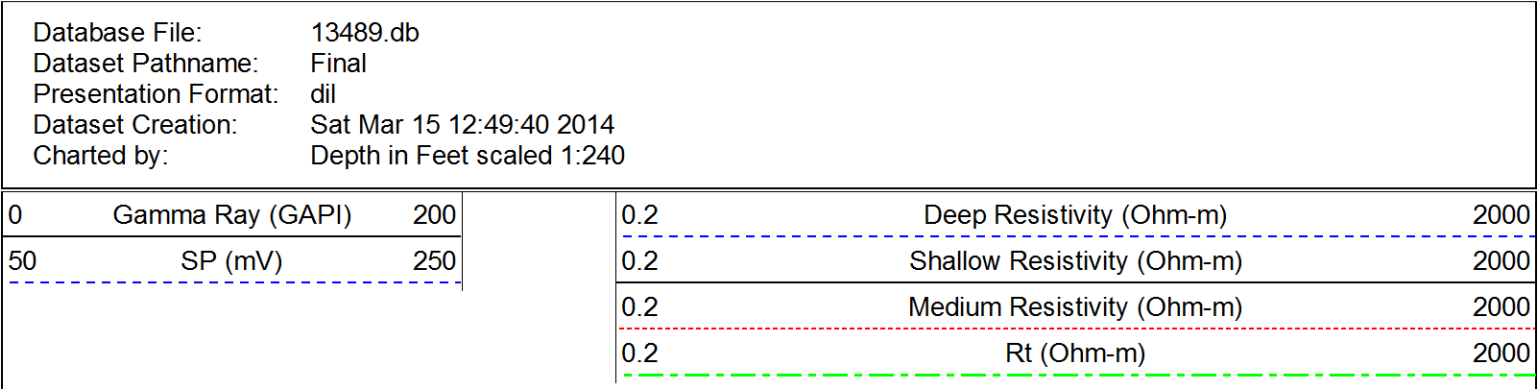 Database File: 13489.db
Dataset Pathname: Final
Presentation Format: dil
Dataset Creation: Sat Mar 15 12:49:40 2014
Charted by: Depth in Feet scaled 1:240
0 Gamma Ray (GAPI) 200 0.2 Deep Resistivity (Ohm-m) 2000
50 SP (mV) 250 0.2 Shallow Resistivity (Ohm-m) 2000
0.2 Medium Resistivity (Ohm-m) 2000
0.2 Rt (Ohm-m) 2000